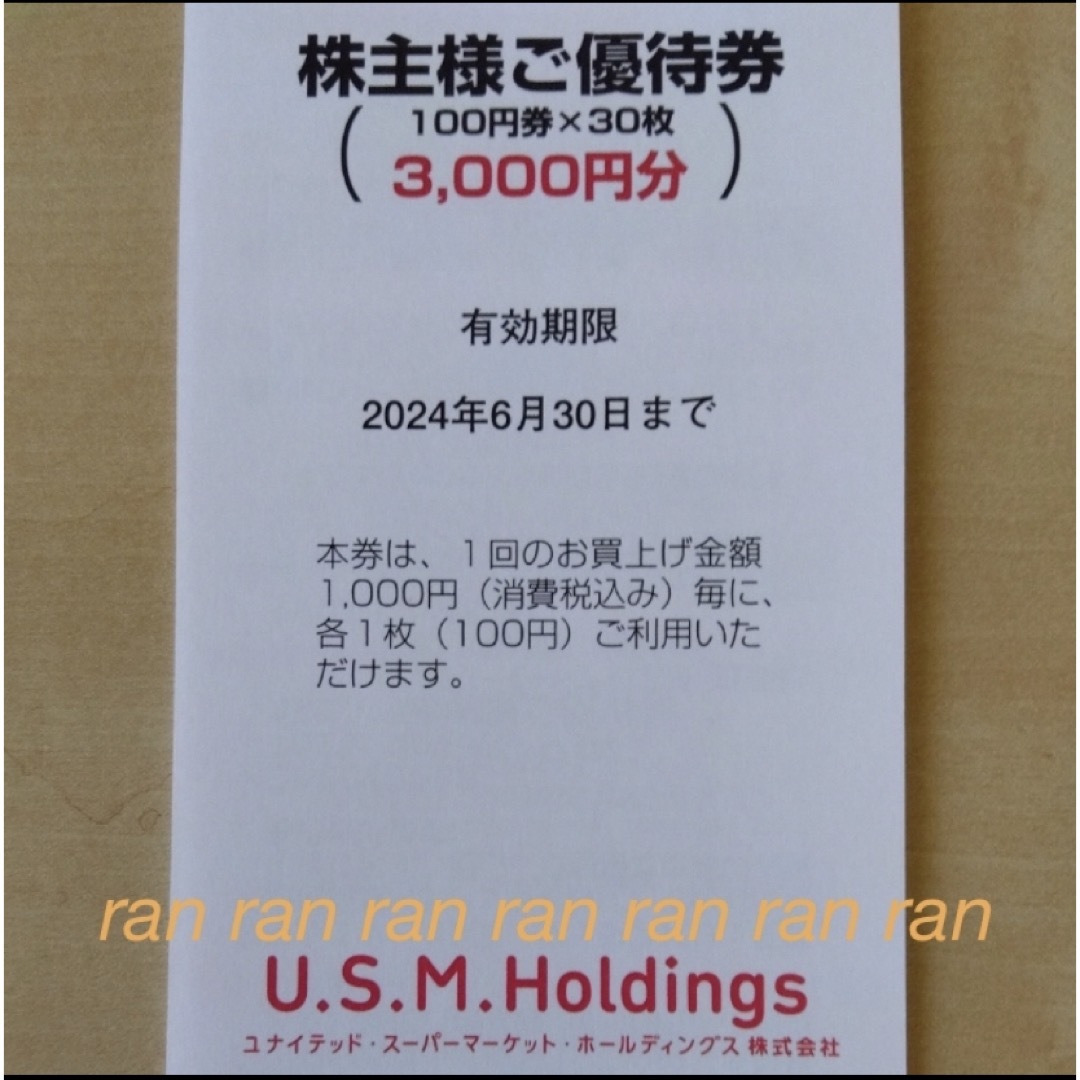 株主様ご優待券
(100円券×30枚
3,000円分)
有効期限
2024年6月30日まで
本券は、１回のお買上げ金額
1,000円（消費税込み）毎に、
各１枚（100円）ご利用いた
だけます。
ran ran ran ran ran ran ran
U.S.M.Holdings
ユナイテッド・スーパーマーケット・ホールディングス 株式会社